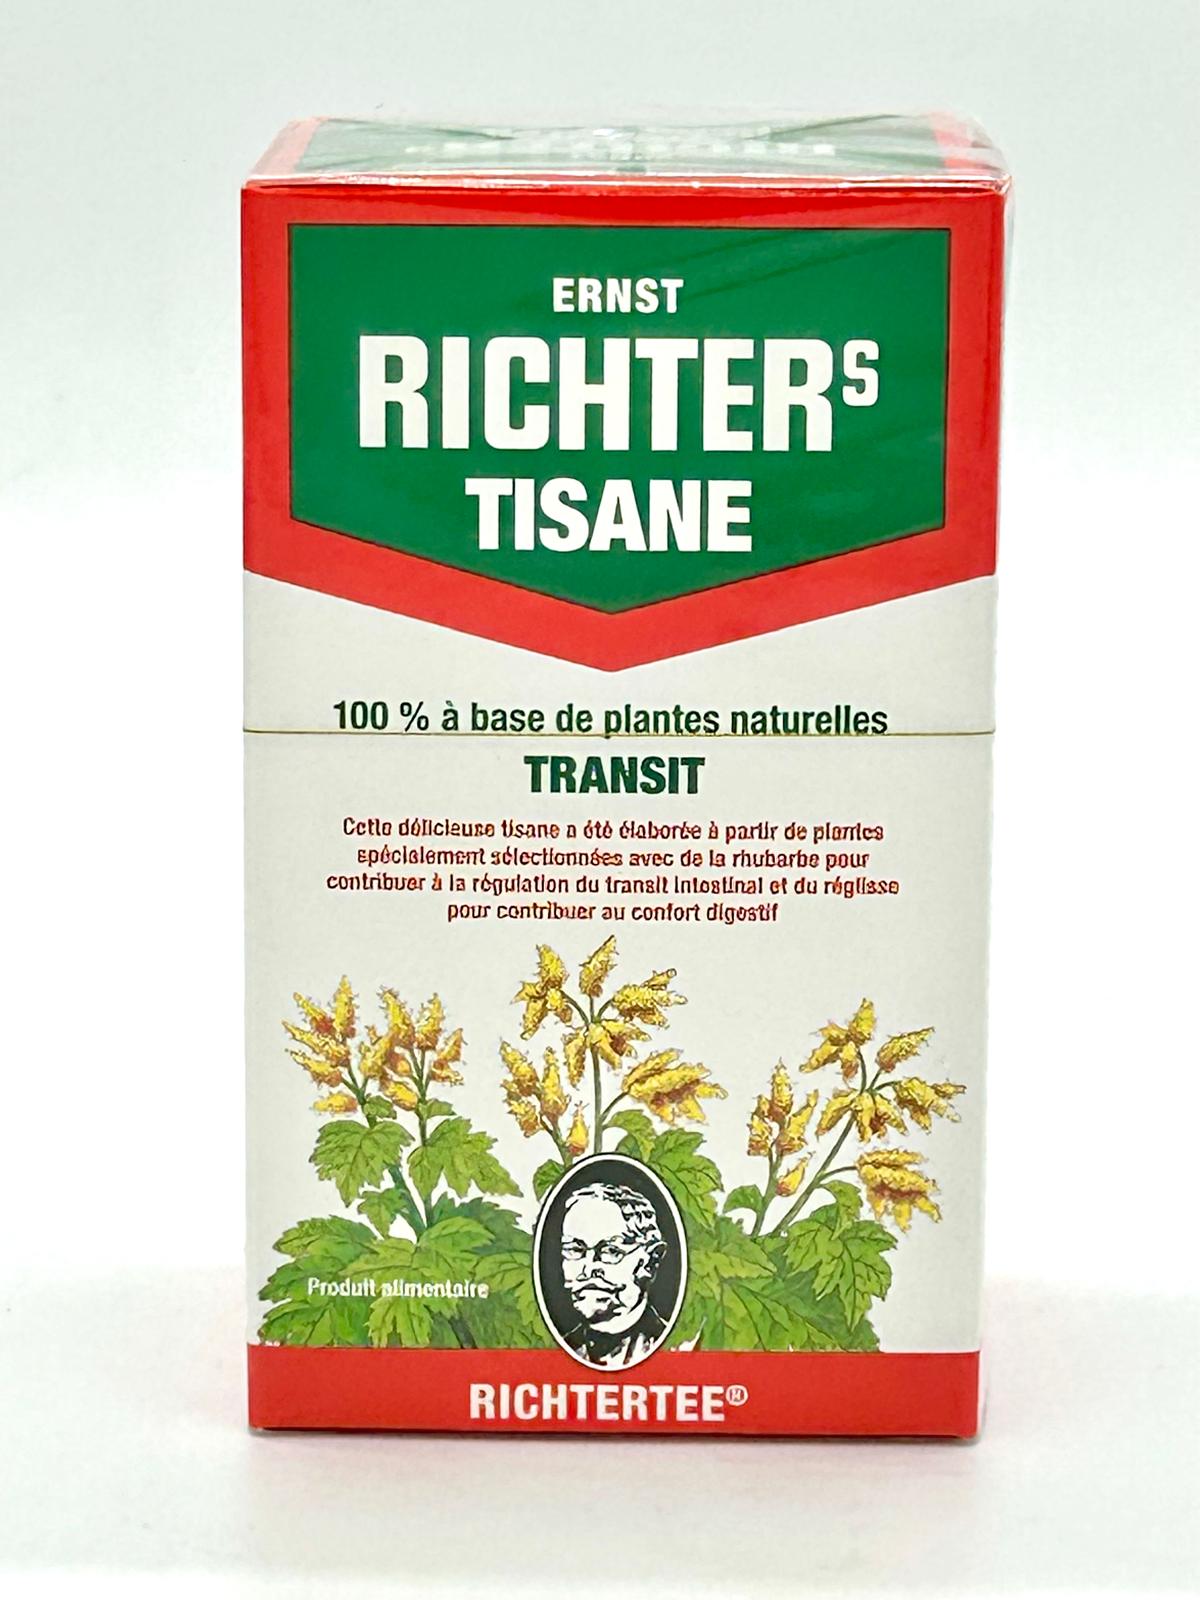 ERNST
RICHTERS
TISANE
100 % à base de plantes naturelles
TRANSIT
Cette délicieuse tisane a été élaborée à partir de plantes
spécialement sélectionnées avec de la rhubarbe pour
contribuer à la régulation du transit intestinal et du réglisse
pour contribuer au confort digestif
Produit alimentaire
RICHTERTEE®